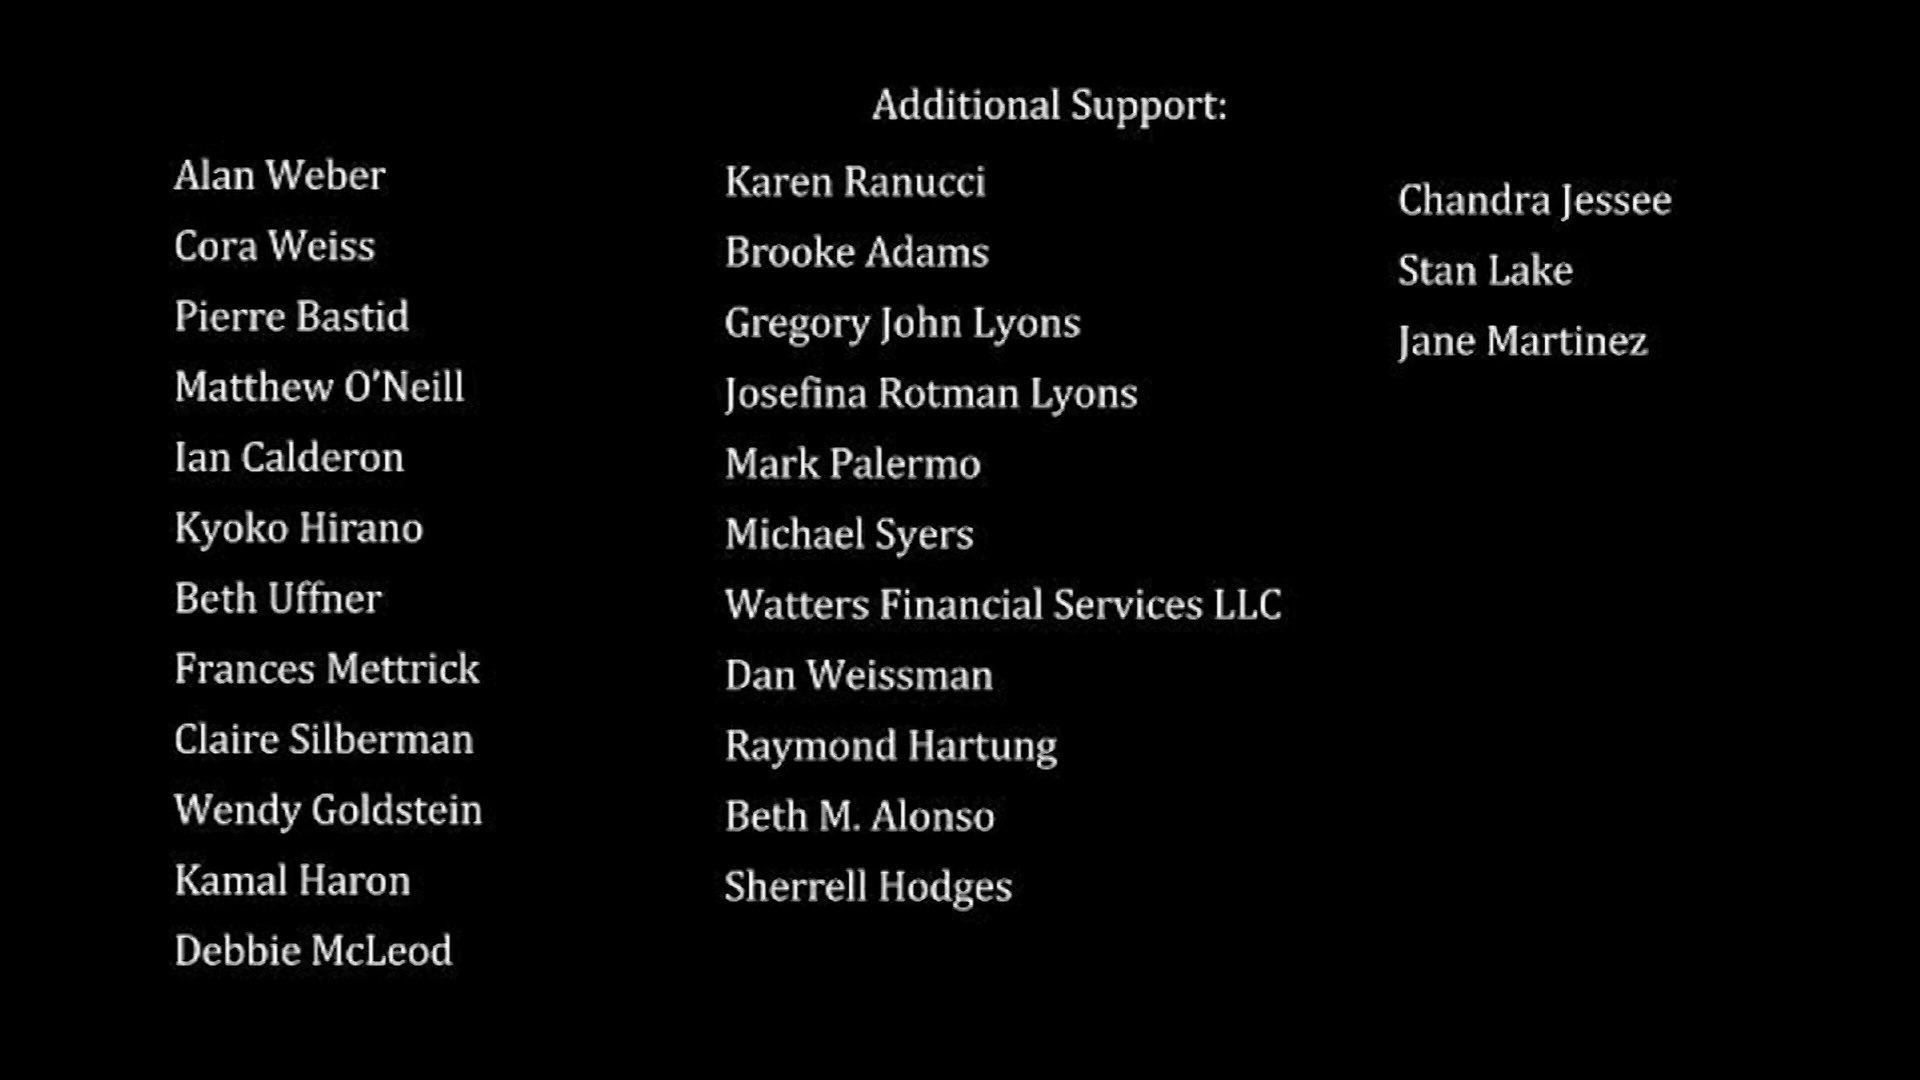 Additional Support:
Alan Weber
Cora Weiss
Pierre Bastid
Matthew O’Neill
Ian Calderon
Kyoko Hirano
Beth Uffner
Frances Mettrick
Claire Silberman
Wendy Goldstein
Kamal Haron
Debbie McLeod
Karen Ranucci
Brooke Adams
Gregory John Lyons
Josefina Rotman Lyons
Mark Palermo
Michael Syers
Watters Financial Services LLC
Dan Weissman
Raymond Hartung
Beth M. Alonso
Sherrell Hodges
Chandra Jessee
Stan Lake
Jane Martinez